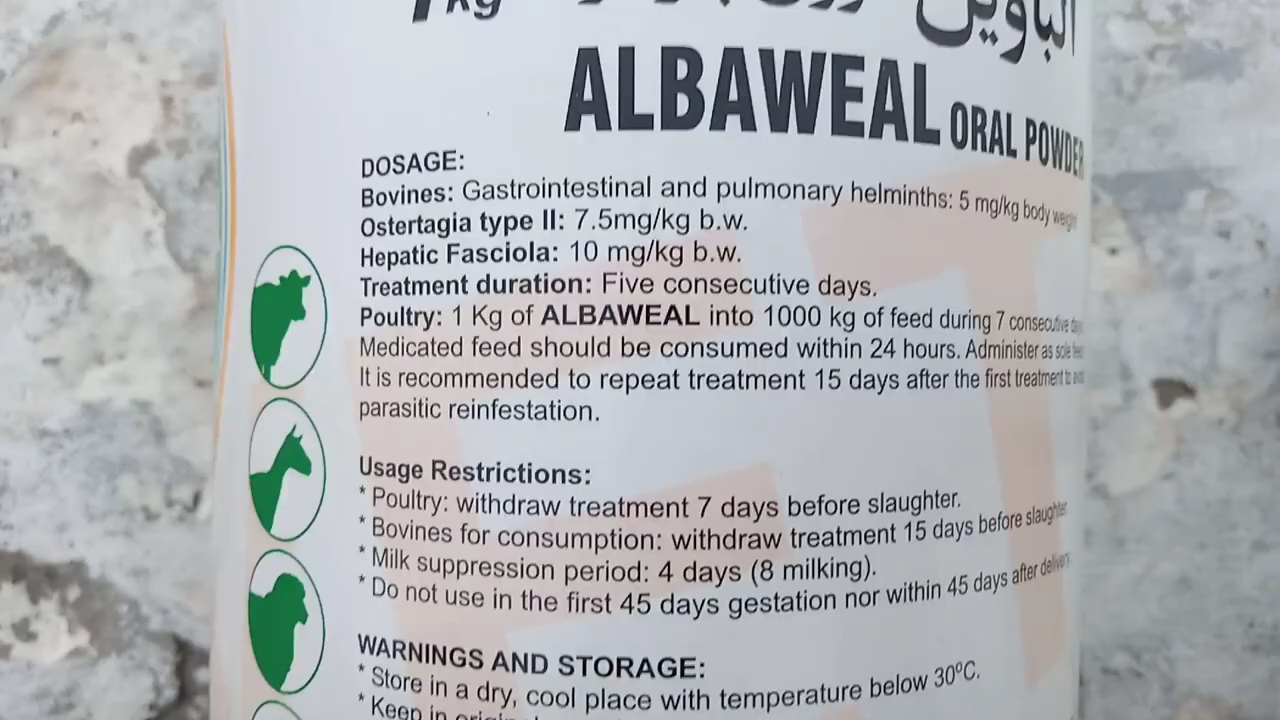 1kg
الباويل
ALBAWEAL ORAL POWDER
DOSAGE:
Bovines: Gastrointestinal and pulmonary helminths: 5 mg/kg body weight
Ostertagia type II: 7.5mg/kg b.w.
Hepatic Fasciola: 10 mg/kg b.w.
Treatment duration: Five consecutive days.
Poultry: 1 Kg of ALBAWEAL into 1000 kg of feed during 7 consecutive
Medicated feed should be consumed within 24 hours. Administer as sole
It is recommended to repeat treatment 15 days after the first treatment to
parasitic reinfestation.
Usage Restrictions:
* Poultry: withdraw treatment 7 days before slaughter.
* Bovines for consumption: withdraw treatment 15 days before slaughter
* Milk suppression period: 4 days (8 milking).
* Do not use in the first 45 days gestation nor within 45 days after delivery
WARNINGS AND STORAGE:
* Store in a dry, cool place with temperature below 30ºC.
* Keep in